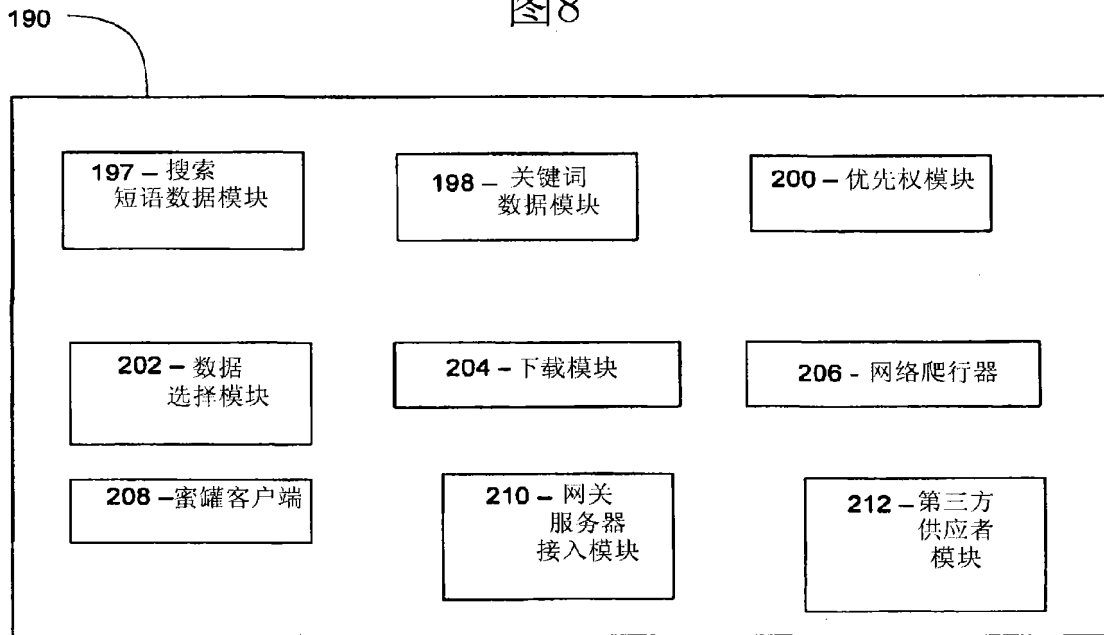 图8
190
197 – 搜索
短语数据模块
198 – 关键词
数据模块
200 – 优先权模块
202 – 数据
选择模块
204 – 下载模块
206 - 网络爬行器
208 –蜜罐客户端
210 – 网关
服务器
接入模块
212 – 第三方
供应者
模块